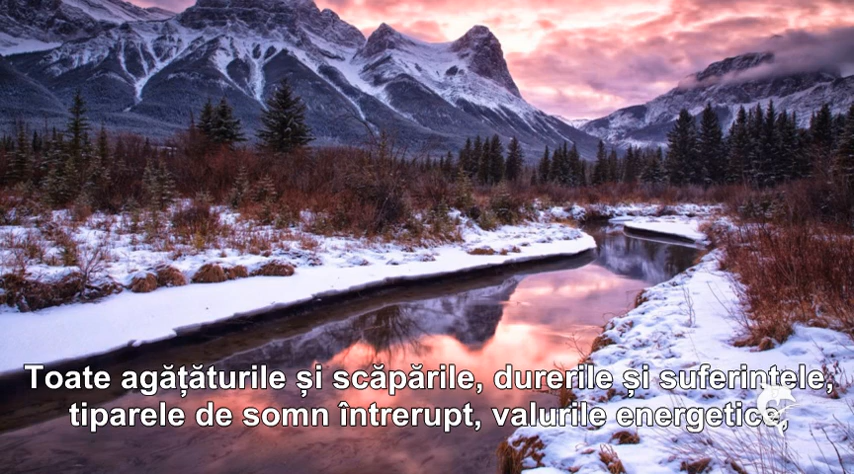 Toate agățăturile și scăpările, durerile și suferințele,
tiparele de somn întrerupt, valurile energetice,